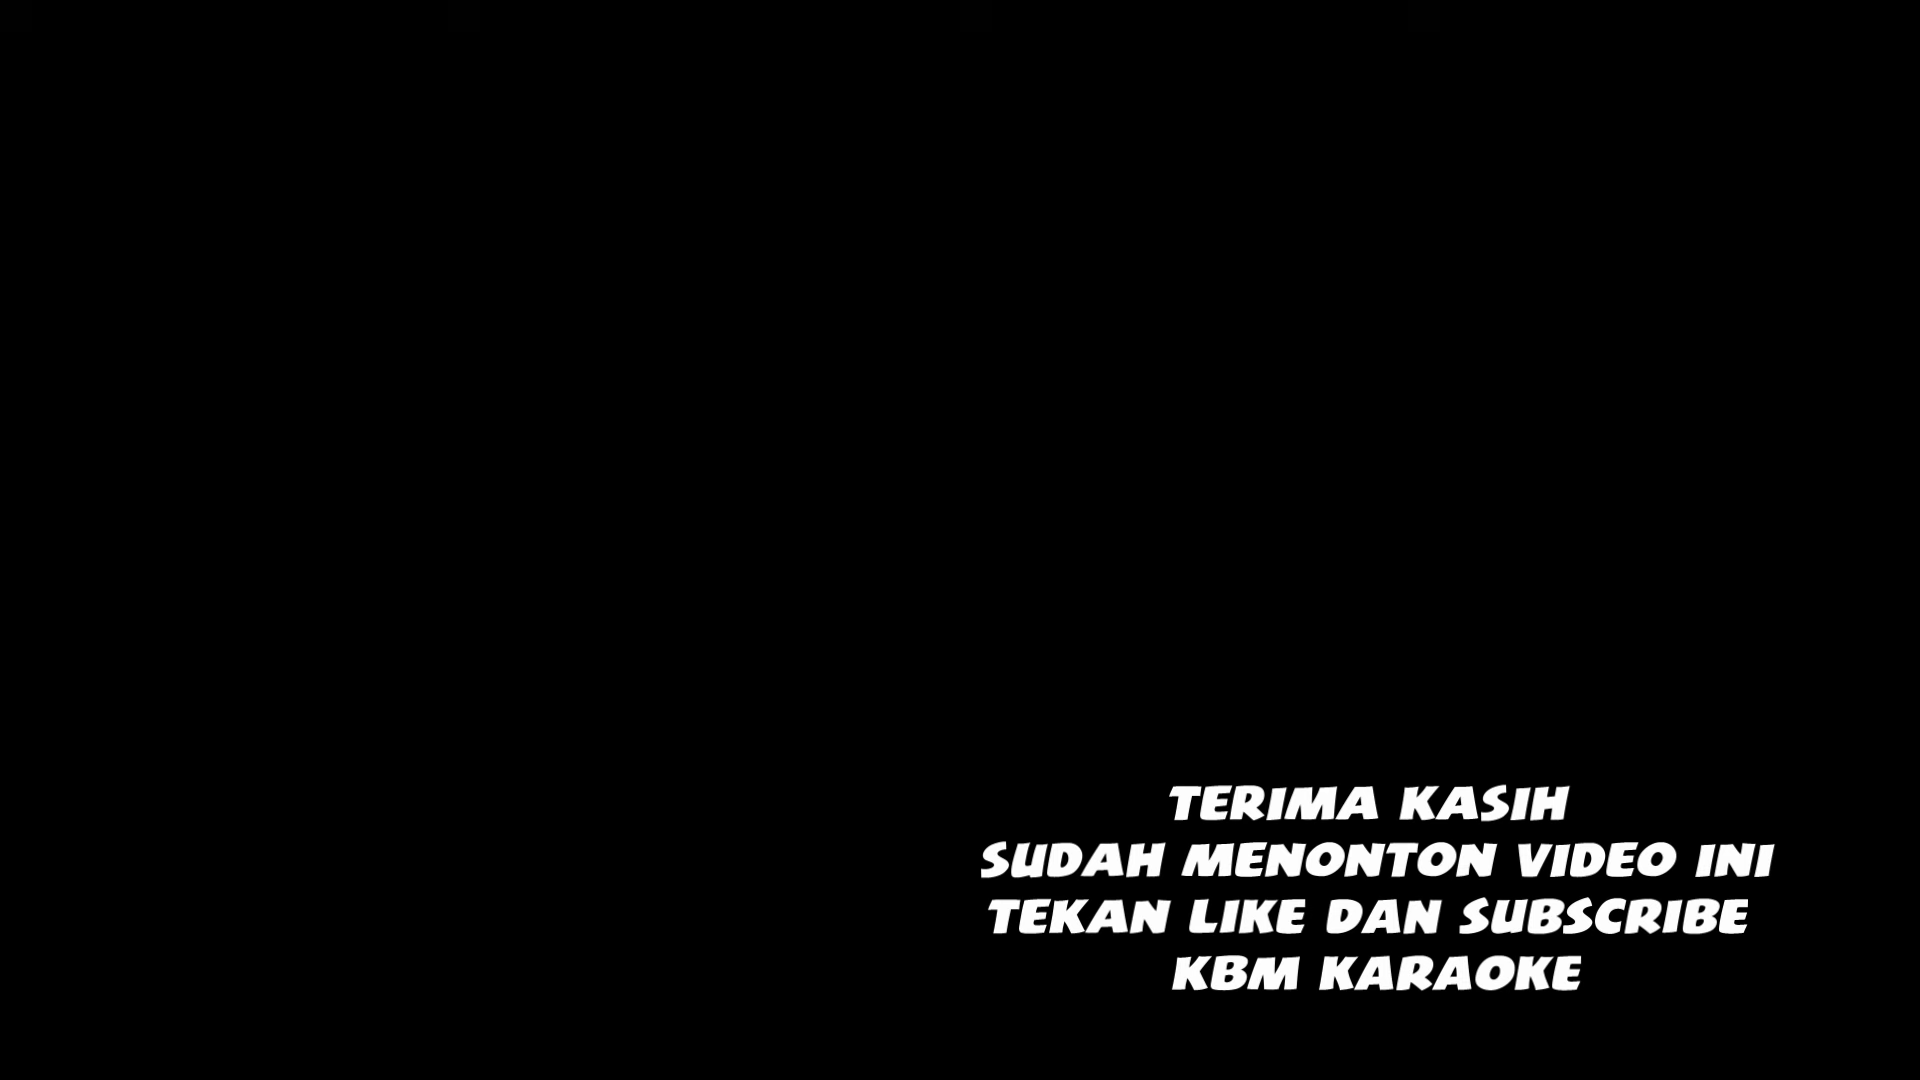 TERIMA KASIH
SUDAH MENONTON VIDEO INI
TEKAN LIKE DAN SUBSCRIBE
KBM KARAOKE